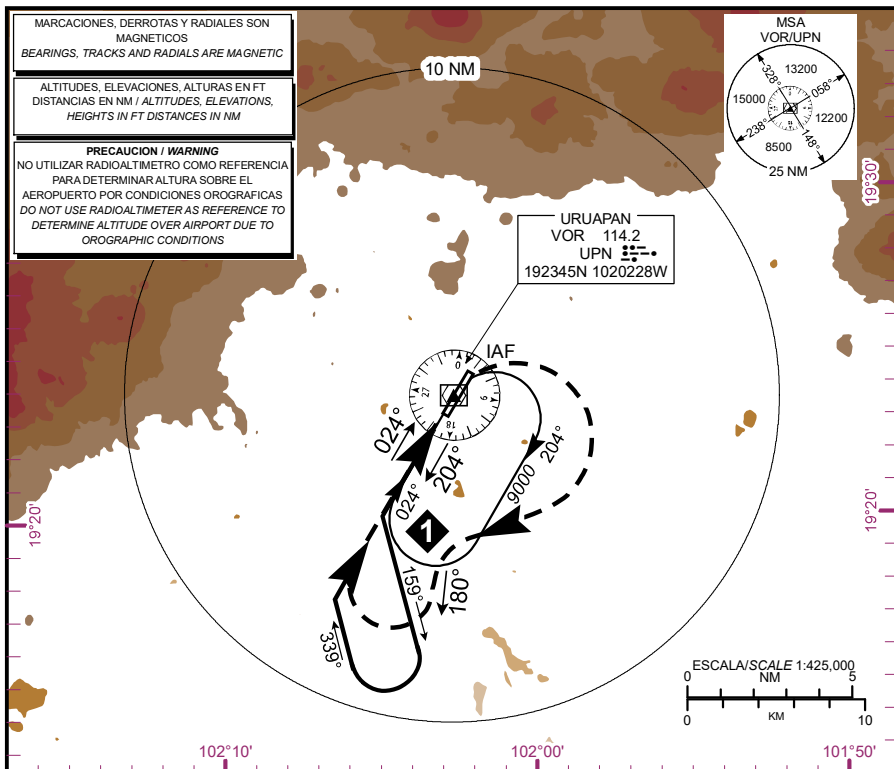 MARCACIONES, DERROTAS Y RADIALES SON
MAGNETICOS
BEARINGS, TRACKS AND RADIALS ARE MAGNETIC
ALTITUDES, ELEVACIONES, ALTURAS EN FT
DISTANCIAS EN NM / ALTITUDES, ELEVATIONS,
HEIGHTS IN FT DISTANCES IN NM
PRECAUCION / WARNING
NO UTILIZAR RADIOALTIMETRO COMO REFERENCIA
PARA DETERMINAR ALTURA SOBRE EL
AEROPUERTO POR CONDICIONES OROGRAFICAS
DO NOT USE RADIOALTIMETER AS REFERENCE TO
DETERMINE ALTITUDE OVER AIRPORT DUE TO
OROGRAPHIC CONDITIONS
10 NM
MSA
VOR/UPN
328°
13200
058°
15000
12200
238°
148°
8500
25 NM
19°30'
URUAPAN
VOR 114.2
UPN
192345N 1020228W
IAF
0
27
9
18
024°
204°
024°
9000
204°
1
159°
180°
339°
19°20'
19°20'
ESCALA/SCALE 1:425,000
0 NM 5
0 KM 10
102°10'
102°00'
101°50'